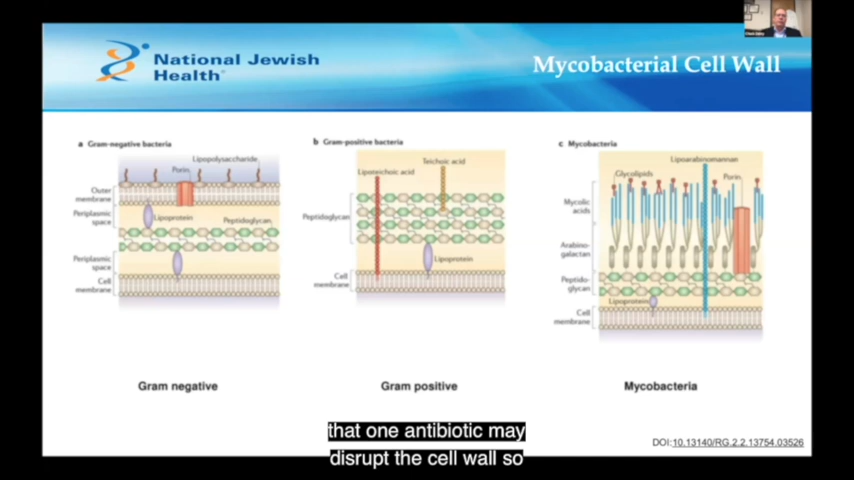 National Jewish
Health®
Mycobacterial Cell Wall
a Gram-negative bacteria
Lipopolysaccharide
Porin
Outer
membrane
Periplasmic
space
Lipoprotein
Peptidoglycan
Periplasmic
space
Cell
membrane
Gram negative
b Gram-positive bacteria
Teichoic acid
Lipoteichoic acid
Peptidoglycan
Lipoprotein
Cell
membrane
Gram positive
c Mycobacteria
Lipoarabinomannan
Glycolipids
Porin
Mycolic
acids
Arabino-
galactan
Peptido-
glycan
Lipoprotein
Cell
membrane
Mycobacteria
DOI:10.13140/RG.2.2.13754.03526
that one antibiotic may
disrupt the cell wall so